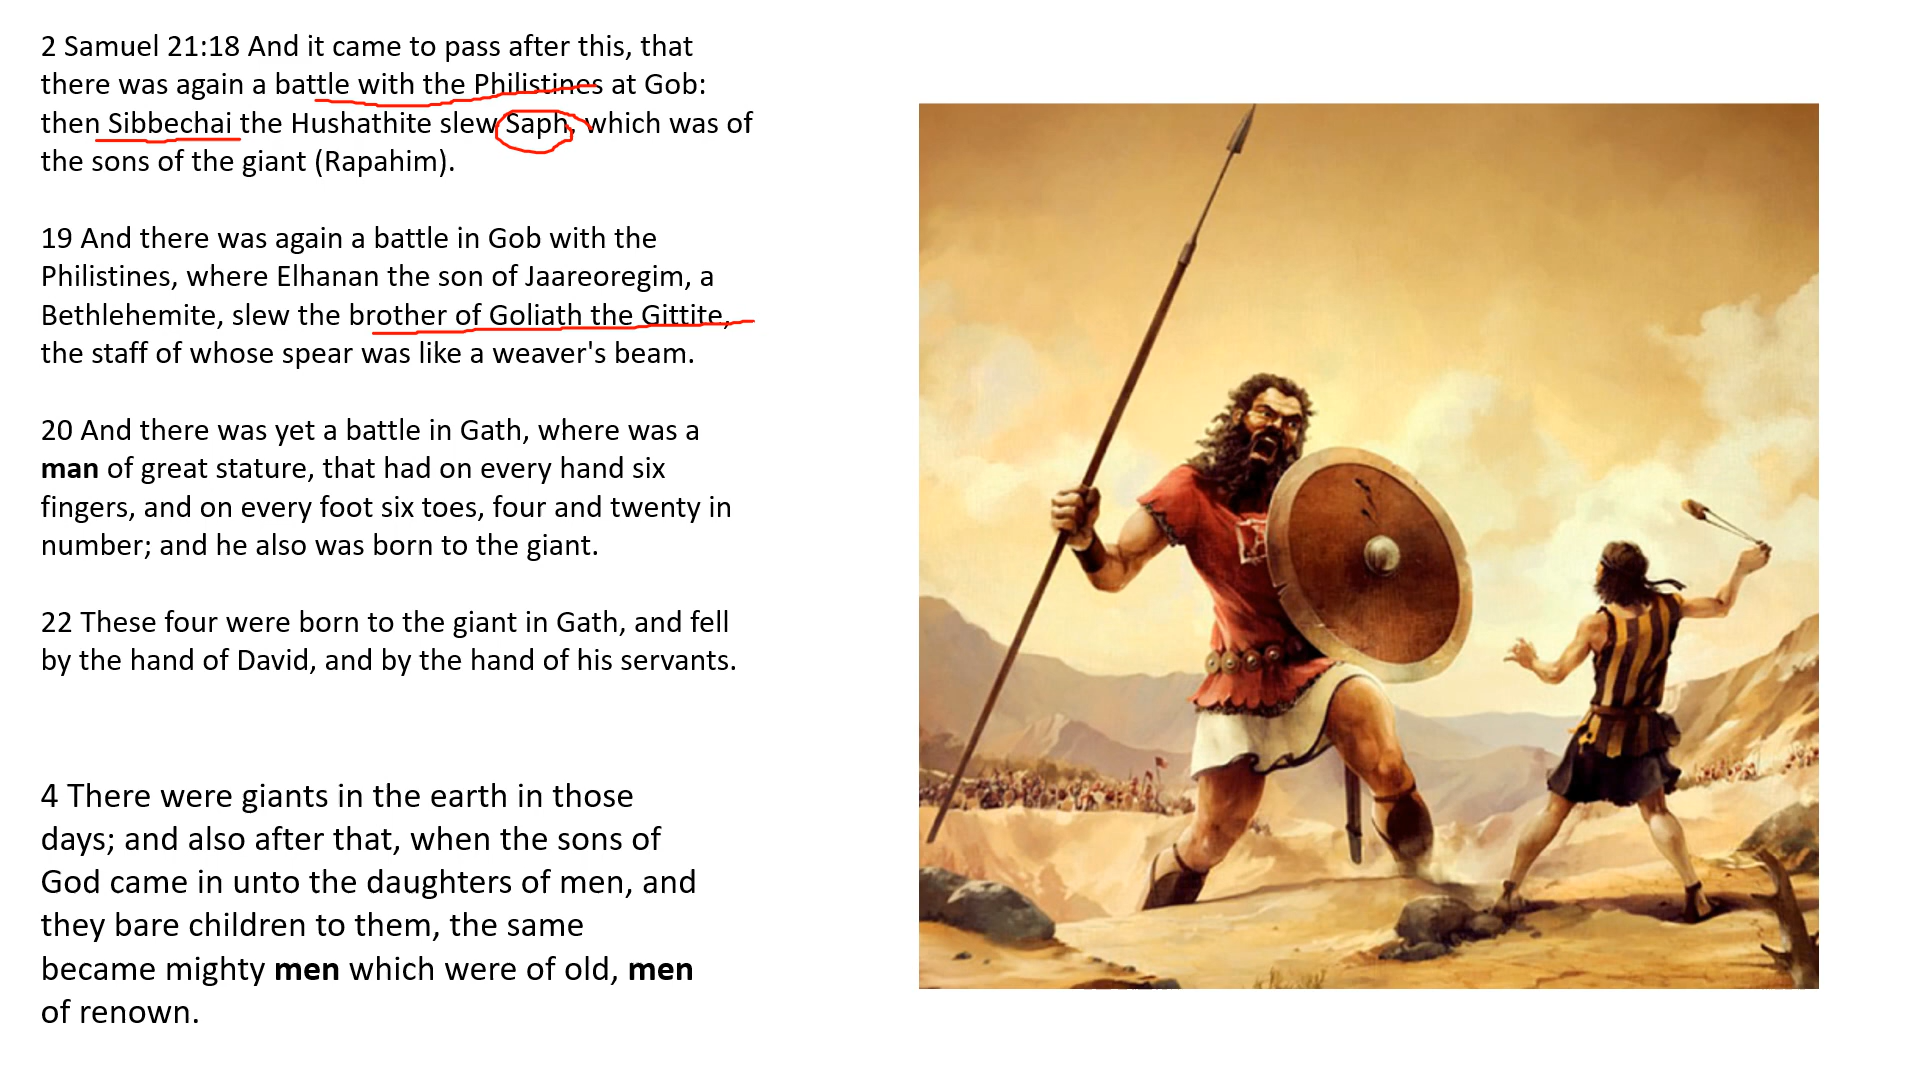 2 Samuel 21:18 And it came to pass after this, that
there was again a battle with the Philistines at Gob:
then Sibbechai the Hushathite slew Saph, which was of
the sons of the giant (Rapahim).
19 And there was again a battle in Gob with the
Philistines, where Elhanan the son of Jaareoregim, a
Bethlehemite, slew the brother of Goliath the Gittite,
the staff of whose spear was like a weaver's beam.
20 And there was yet a battle in Gath, where was a
man of great stature, that had on every hand six
fingers, and on every foot six toes, four and twenty in
number; and he also was born to the giant.
22 These four were born to the giant in Gath, and fell
by the hand of David, and by the hand of his servants.
4 There were giants in the earth in those
days; and also after that, when the sons of
God came in unto the daughters of men, and
they bare children to them, the same
became mighty men which were of old, men
of renown.